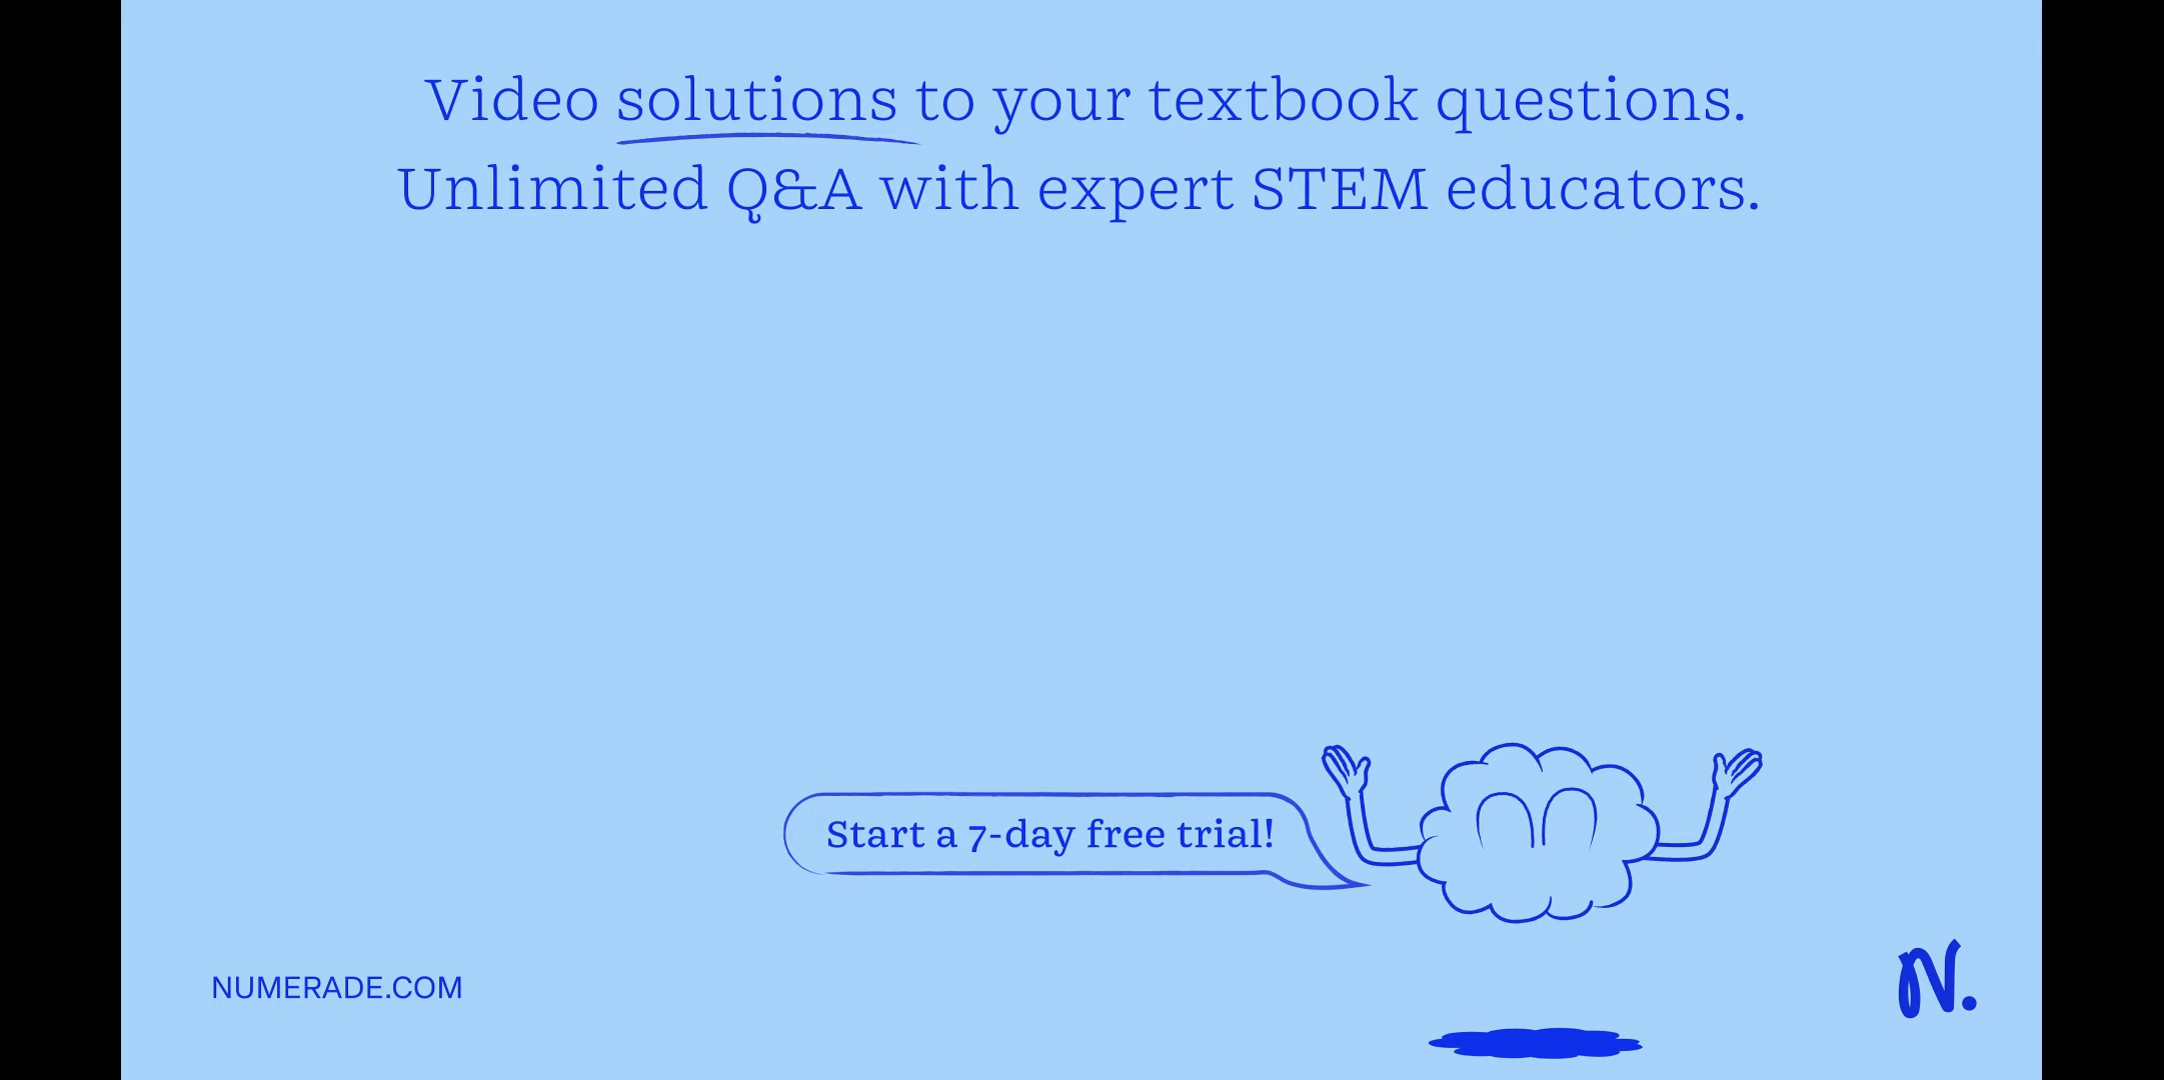 Video solutions to your textbook questions.
Unlimited Q&A with expert STEM educators.
Start a 7-day free trial!
NUMERADE.COM
N.